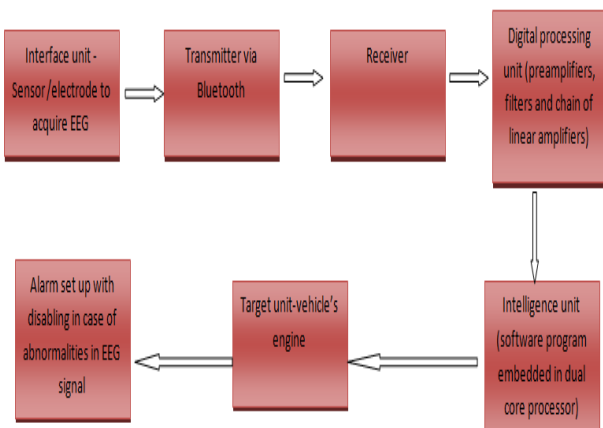 Interface unit -
Sensor/electrode to
acquire EEG
Transmitter via
Bluetooth
Receiver
Digital processing
unit (preamplifiers,
filters and chain of
linear amplifiers)
Intelligence unit
(software program
embedded in dual
core processor)
Target unit-vehicle's
engine
Alarm set up with
disabling in case of
abnormalities in EEG
signal